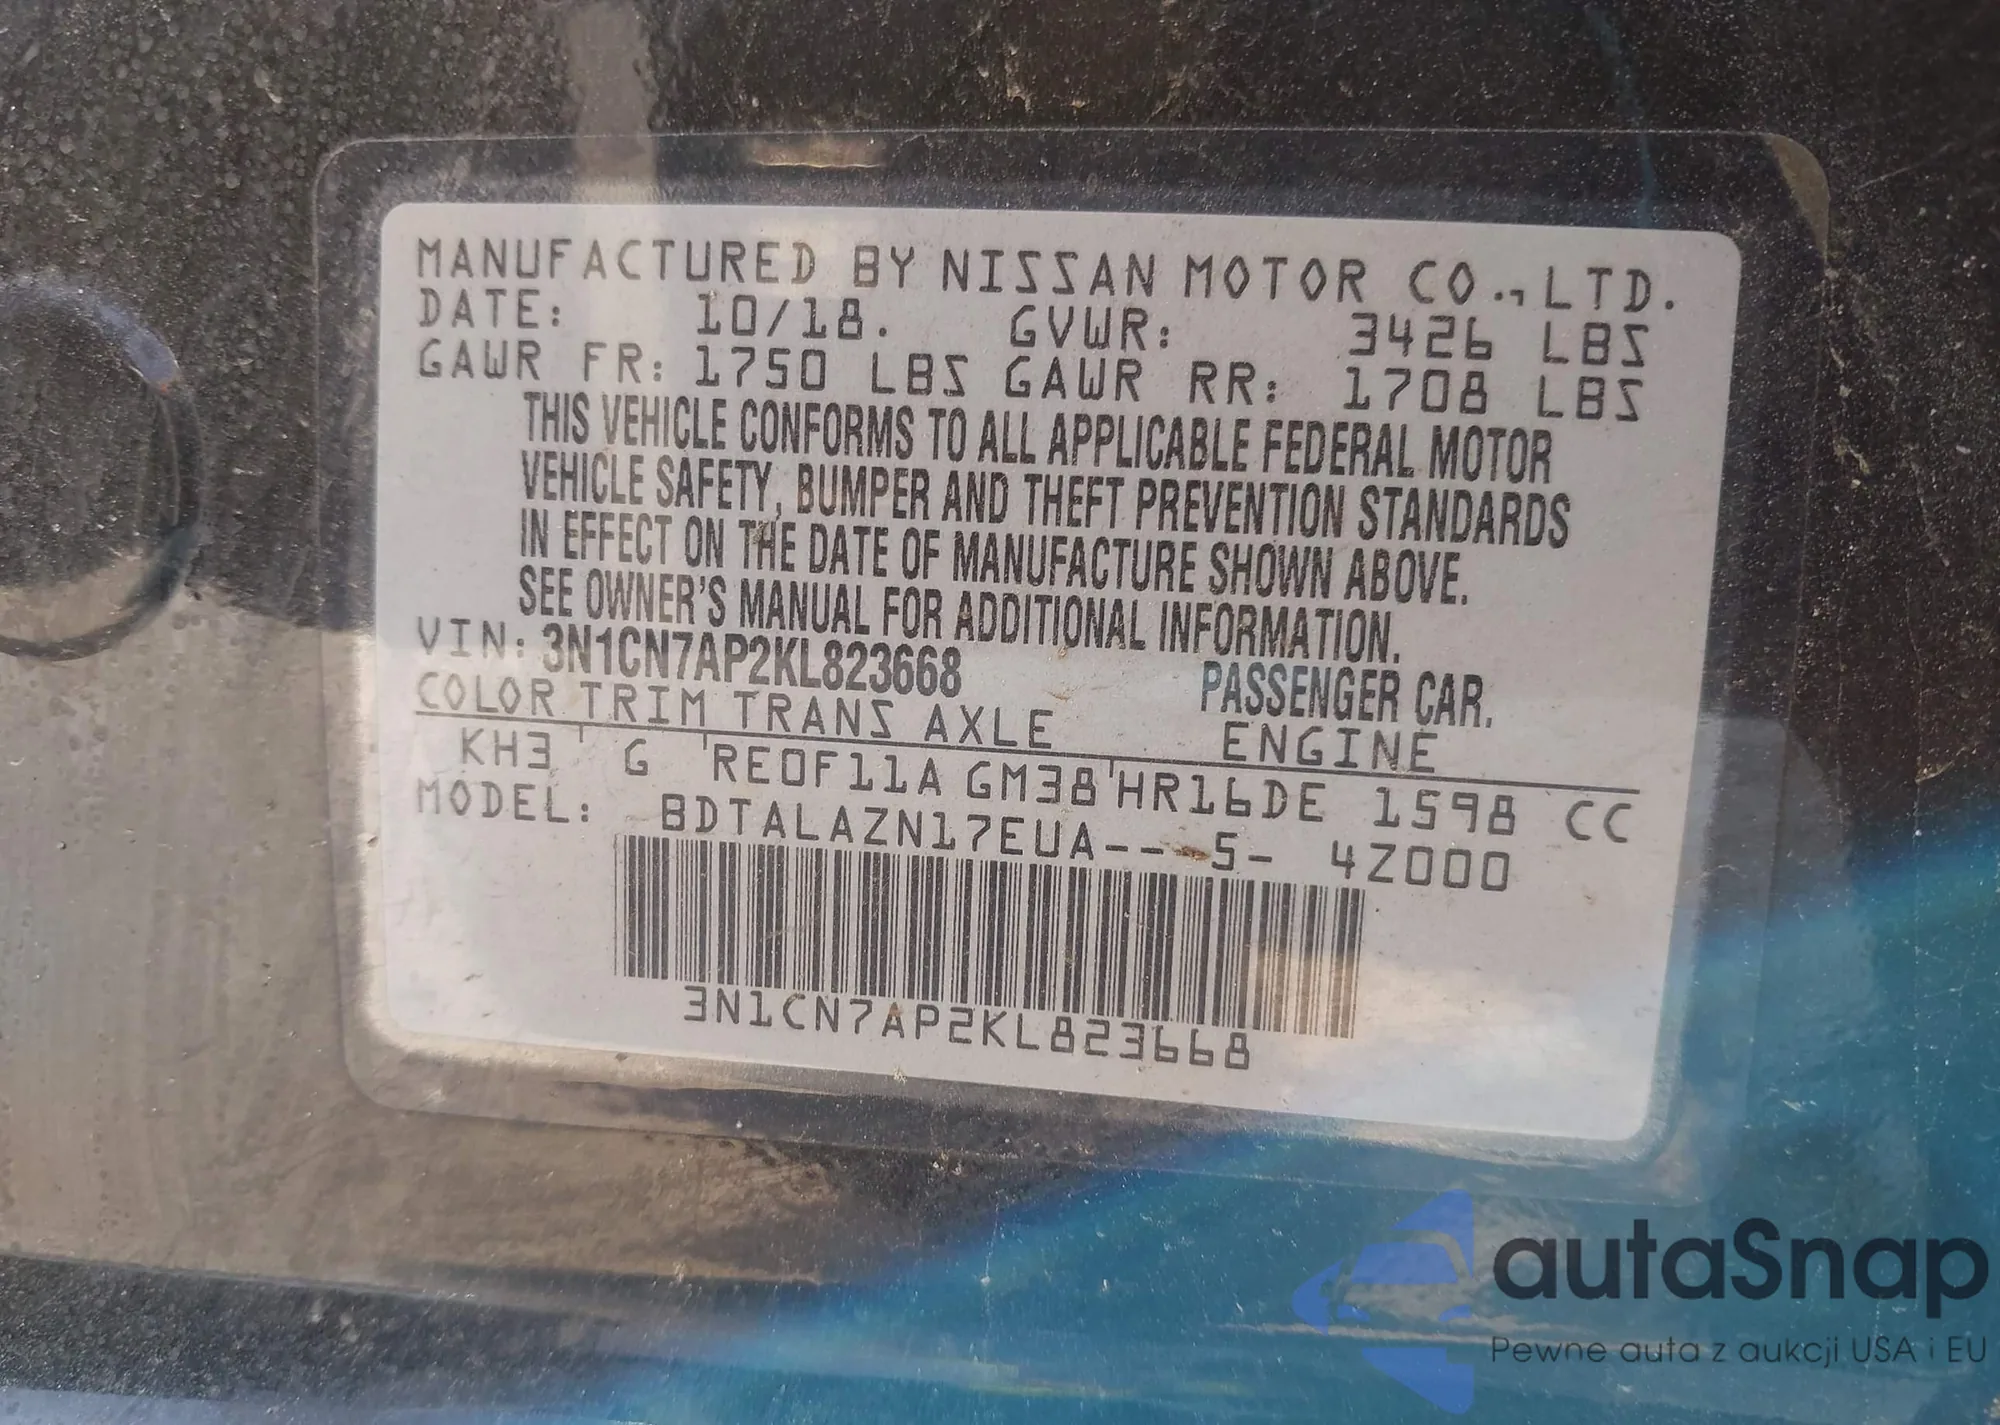 MANUFACTURED BY NISSAN MOTOR CO.,LTD.
DATE: 10/18. GVWR: 3426 LBS
GAWR FR: 1750 LBS GAWR RR: 1708 LBS
THIS VEHICLE CONFORMS TO ALL APPLICABLE FEDERAL MOTOR
VEHICLE SAFETY, BUMPER AND THEFT PREVENTION STANDARDS
IN EFFECT ON THE DATE OF MANUFACTURE SHOWN ABOVE.
SEE OWNER'S MANUAL FOR ADDITIONAL INFORMATION.
VIN: 3N1CN7AP2KL823668 PASSENGER CAR.
COLOR TRIM TRANS AXLE ENGINE
KH3 ' G ' RE0F11A GM38 ' HR16DE 1598 CC
MODEL: BDTALAZN17EUA-- -5- 4Z000
3N1CN7AP2KL823668
autaSnap
Pewne auta z aukcji USA i EU